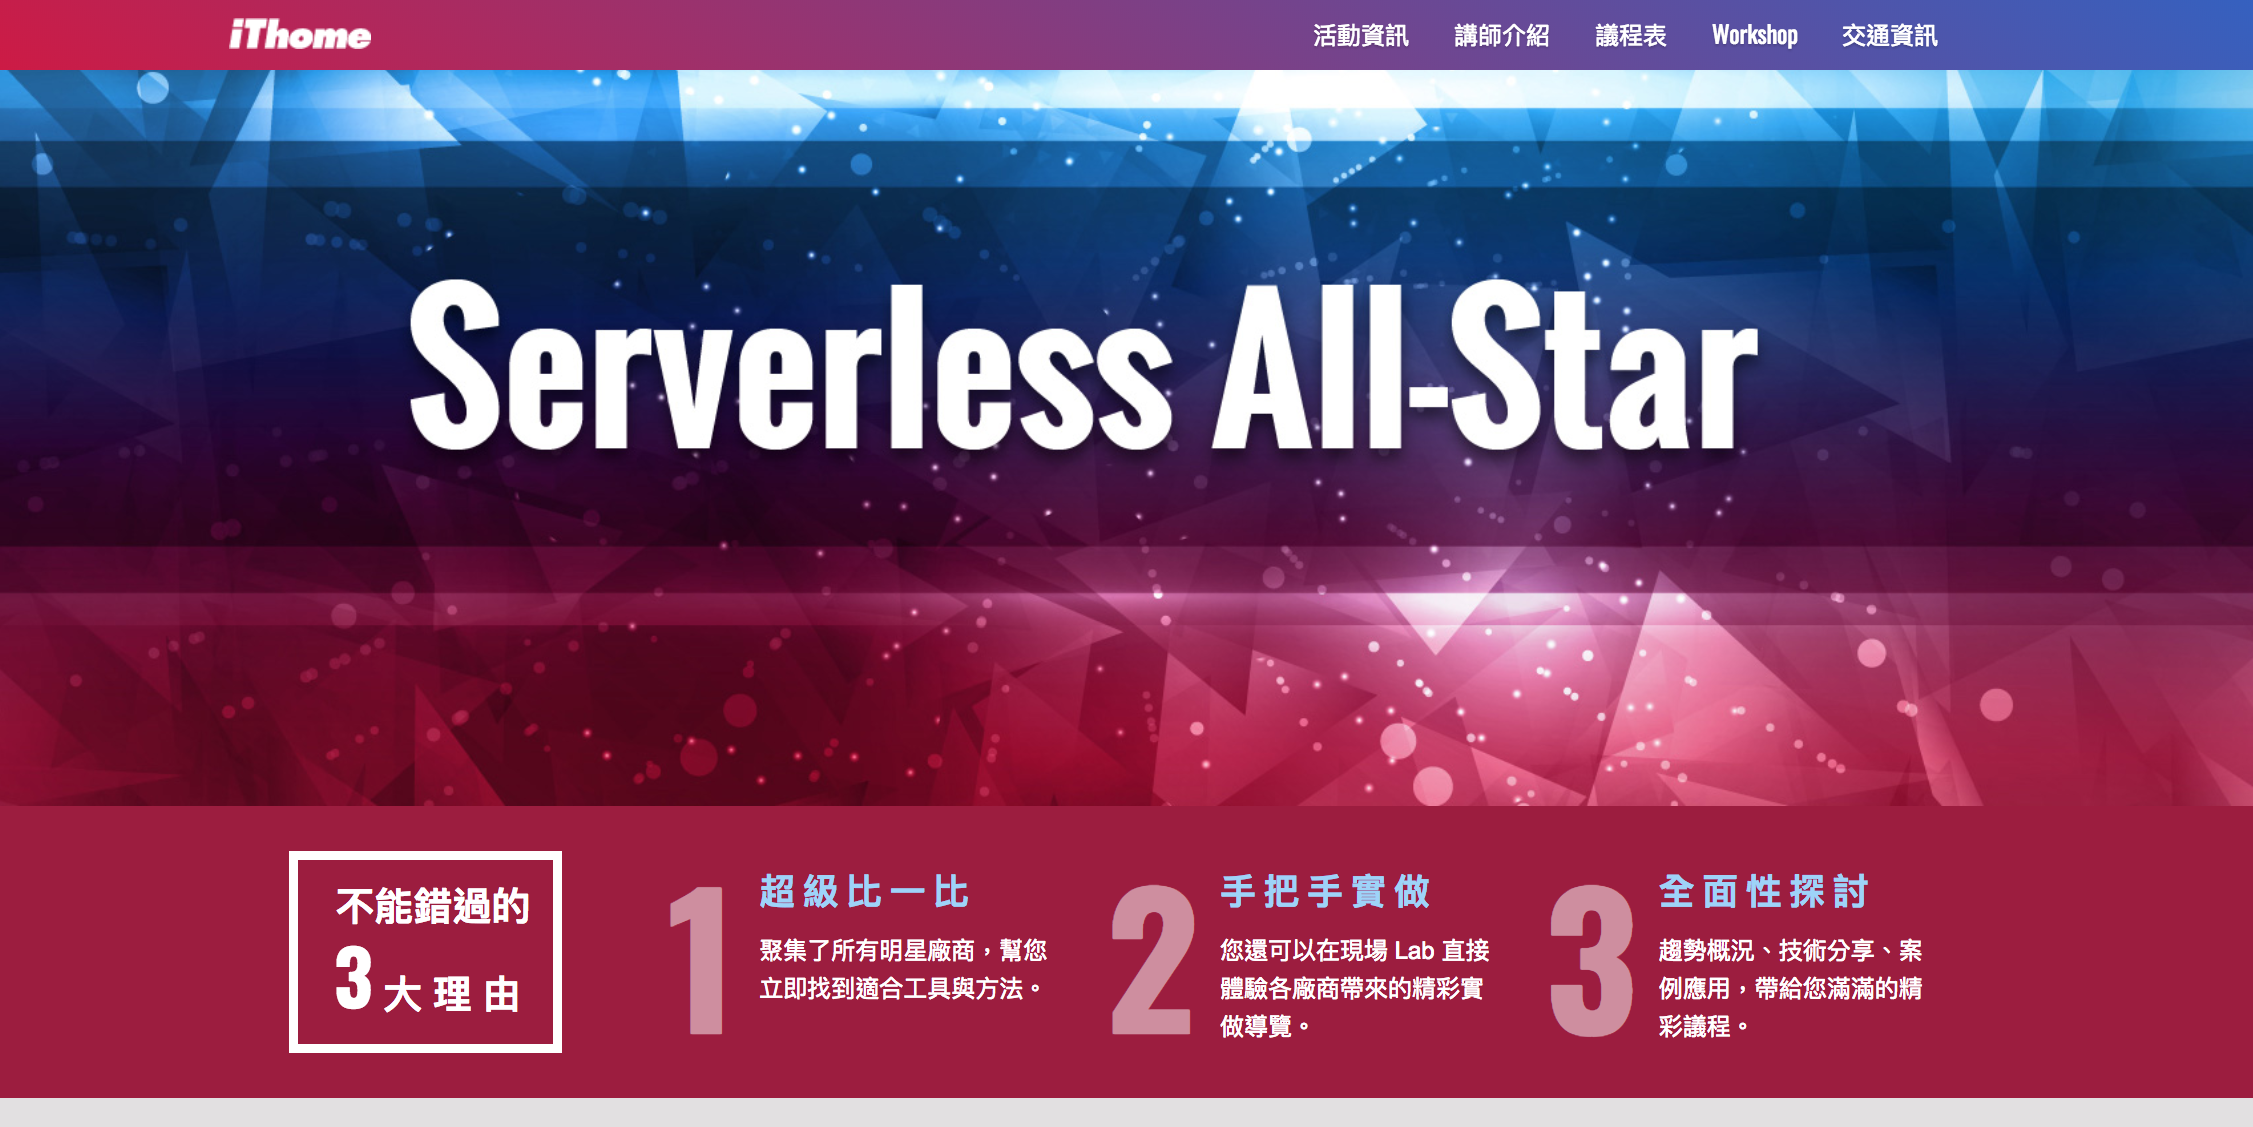 iThome
活動資訊 講師介紹 議程表 Workshop 交通資訊
Serverless All-Star
不能錯過的
3 大理由
1
超級比一比
聚集了所有明星廠商，幫您
立即找到適合工具與方法。
2
手把手實做
您還可以在現場 Lab 直接
體驗各廠商帶來的精彩實
做導覽。
3
全面性探討
趨勢概況、技術分享、案
例應用，帶給您滿滿的精
彩議程。